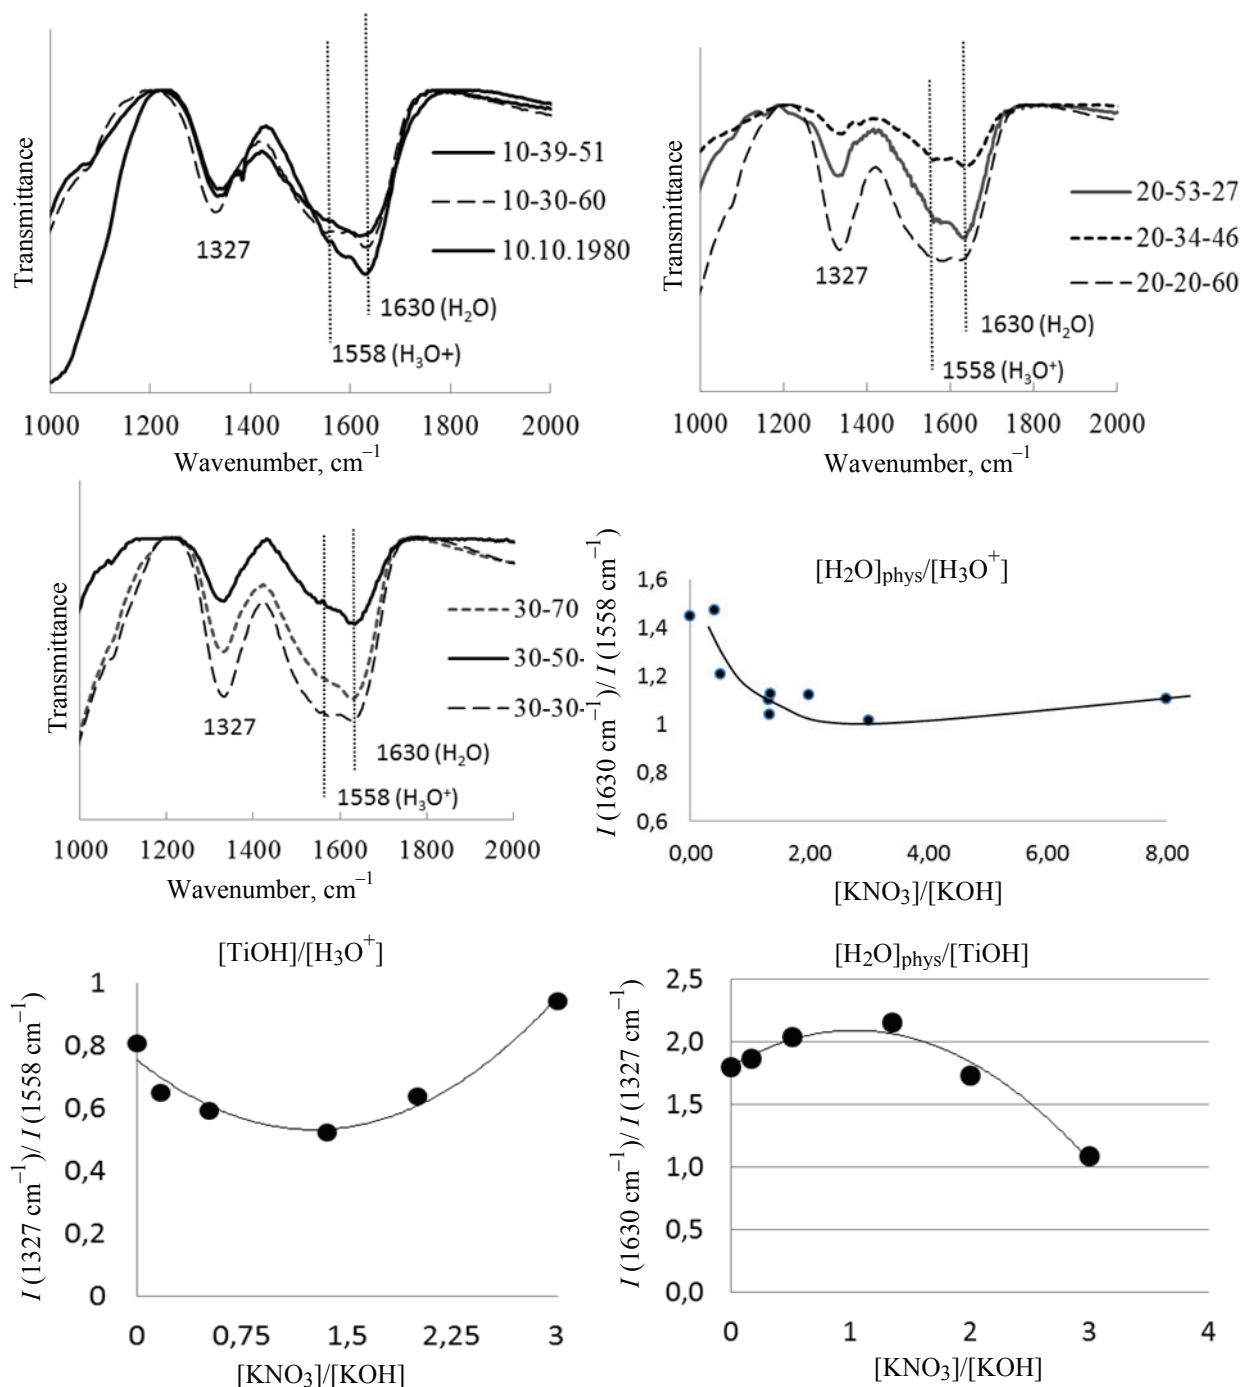 Transmittance
10-39-51
10-30-60
10.10.1980
1327
1630 (H₂O)
1558 (H₃O+)
1000 1200 1400 1600 1800 2000
Wavenumber, cm⁻¹
Transmittance
20-53-27
20-34-46
20-20-60
1327
1630 (H₂O)
1558 (H₃O⁺)
1000 1200 1400 1600 1800 2000
Wavenumber, cm⁻¹
Transmittance
30-70
30-50-
30-30-
1327
1630 (H₂O)
1558 (H₃O⁺)
1000 1200 1400 1600 1800 2000
Wavenumber, cm⁻¹
[H₂O]phys/[H₃O⁺]
I (1630 cm⁻¹)/ I (1558 cm⁻¹)
1,6
1,4
1,2
1
0,8
0,6
0,00 2,00 4,00 6,00 8,00
[KNO₃]/[KOH]
[TiOH]/[H₃O⁺]
I (1327 cm⁻¹)/ I (1558 cm⁻¹)
1
0,8
0,6
0,4
0,2
0
0 0,75 1,5 2,25 3
[KNO₃]/[KOH]
[H₂O]phys/[TiOH]
I (1630 cm⁻¹)/ I (1327 cm⁻¹)
2,5
2,0
1,5
1,0
0,5
0,0
0 1 2 3 4
[KNO₃]/[KOH]